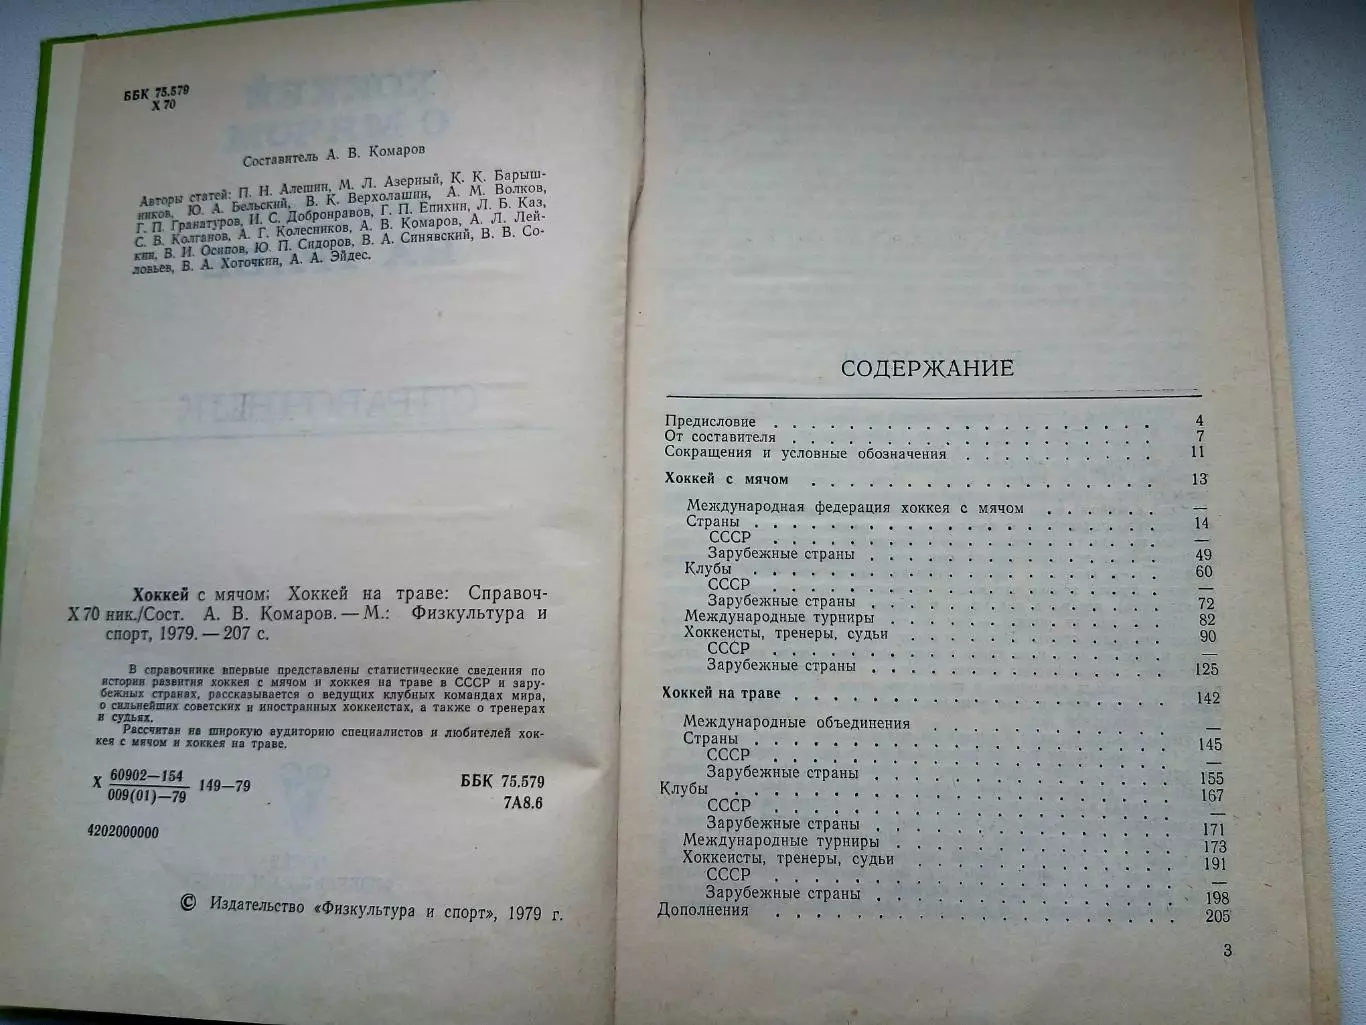 ББК 75.579
Х 70
Составитель А. В. Комаров
Авторы статей: П. Н. Алешин, М. Л. Азерный, К. К. Барыш-
ников, Ю. А. Бельский, В. К. Верхолашин, А. М. Волков,
Г. П. Гранатуров, И. С. Добронравов, Г. П. Епихин, Л. Б. Каз,
С. В. Колганов, А. Г. Колесников, А. В. Комаров, А. Л. Лей-
кин, В. И. Осипов, Ю. П. Сидоров, В. А. Синявский, В. В. Со-
ловьев, В. А. Хоточкин, А. А. Эйдес.
Хоккей с мячом; Хоккей на траве: Справоч-
Х 70 ник./Сост. А. В. Комаров. — М.: Физкультура и
спорт, 1979. — 207 с.
В справочнике впервые представлены статистические сведения по
истории развития хоккея с мячом и хоккея на траве в СССР и зару-
бежных странах, рассказывается о ведущих клубных командах мира,
о сильнейших советских и иностранных хоккеистах, а также о тренерах
и судьях.
Рассчитан на широкую аудиторию специалистов и любителей хок-
кея с мячом и хоккея на траве.
Х 60902—154
009(01)—79 149—79
ББК 75.579
7А8.6
4202000000
© Издательство «Физкультура и спорт», 1979 г.
СОДЕРЖАНИЕ
Предисловие . . . . . . . . . . . . . . . . . . . . 4
От составителя . . . . . . . . . . . . . . . . . . . 7
Сокращения и условные обозначения . . . . . . . . . . 11
Хоккей с мячом . . . . . . . . . . . . . . . . . . 13
Международная федерация хоккея с мячом . . . . . . —
Страны . . . . . . . . . . . . . . . . . . . . . 14
СССР . . . . . . . . . . . . . . . . . . . . —
Зарубежные страны . . . . . . . . . . . . . . . 49
Клубы . . . . . . . . . . . . . . . . . . . . . 60
СССР . . . . . . . . . . . . . . . . . . . . —
Зарубежные страны . . . . . . . . . . . . . . . 72
Международные турниры . . . . . . . . . . . . . . 82
Хоккеисты, тренеры, судьи . . . . . . . . . . . . . . 90
СССР . . . . . . . . . . . . . . . . . . . . —
Зарубежные страны . . . . . . . . . . . . . . . 125
Хоккей на траве . . . . . . . . . . . . . . . . . . 142
Международные объединения . . . . . . . . . . . . —
Страны . . . . . . . . . . . . . . . . . . . . . 145
СССР . . . . . . . . . . . . . . . . . . . . —
Зарубежные страны . . . . . . . . . . . . . . . 155
Клубы . . . . . . . . . . . . . . . . . . . . . 167
СССР . . . . . . . . . . . . . . . . . . . . —
Зарубежные страны . . . . . . . . . . . . . . . 171
Международные турниры . . . . . . . . . . . . . . 173
Хоккеисты, тренеры, судьи . . . . . . . . . . . . . . 191
СССР . . . . . . . . . . . . . . . . . . . . —
Зарубежные страны . . . . . . . . . . . . . . . 198
Дополнения . . . . . . . . . . . . . . . . . . . . 205
3